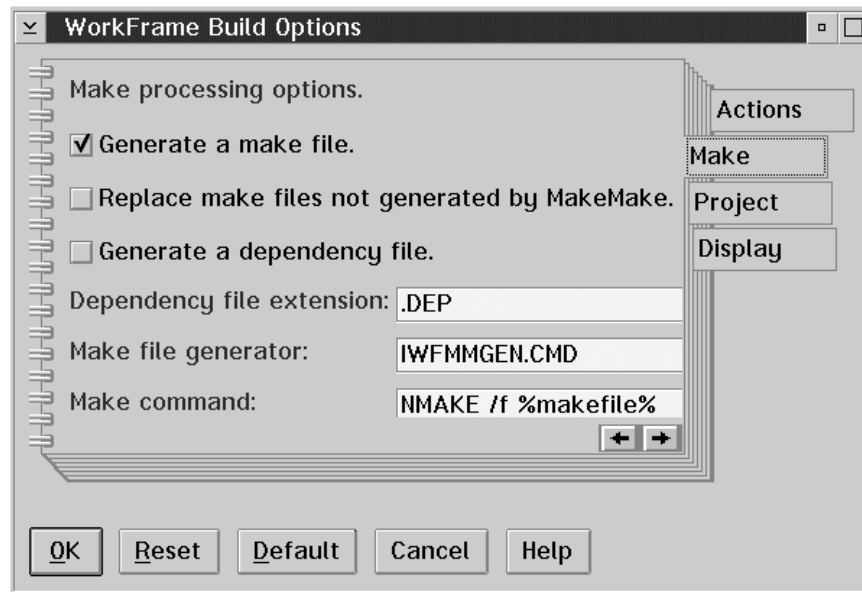 WorkFrame Build Options
Make processing options.
Generate a make file.
Replace make files not generated by MakeMake.
Generate a dependency file.
Dependency file extension: .DEP
Make file generator: IWFMMGEN.CMD
Make command: NMAKE /f %makefile%
Actions
Make
Project
Display
OK Reset Default Cancel Help